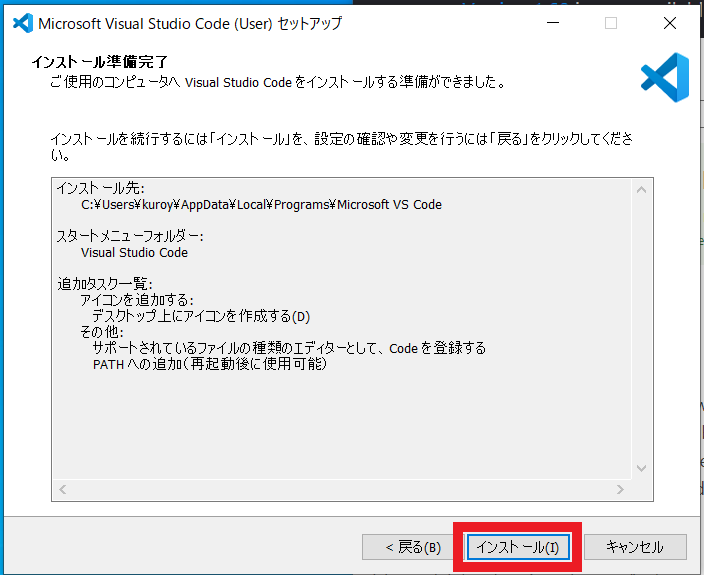 Microsoft Visual Studio Code (User) セットアップ
インストール準備完了
ご使用のコンピュータへ Visual Studio Code をインストールする準備ができました。
インストールを続行するには「インストール」を、設定の確認や変更を行うには「戻る」をクリックしてくださ
い。
インストール先:
C:¥Users¥kuroy¥AppData¥Local¥Programs¥Microsoft VS Code
スタートメニューフォルダー:
Visual Studio Code
追加タスク一覧:
アイコンを追加する:
デスクトップ上にアイコンを作成する(D)
その他:
サポートされているファイルの種類のエディターとして、Code を登録する
PATH への追加（再起動後に使用可能）
< 戻る(B)
インストール(I)
キャンセル